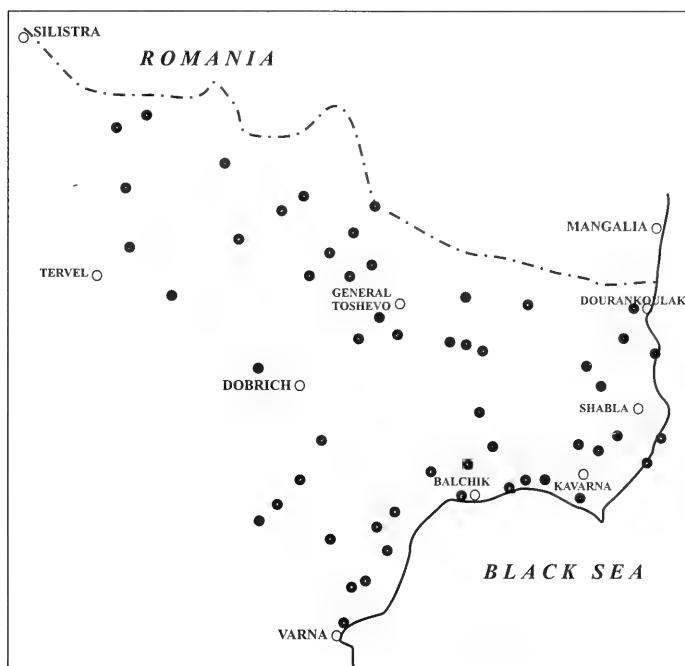 SILISTRA
ROMANIA
MANGALIA
TERVEL
GENERAL
TOSHEVO
DOURANKOULAK
DOBRICH
SHABLA
BALCHIK
KAVARNA
BLACK SEA
VARNA